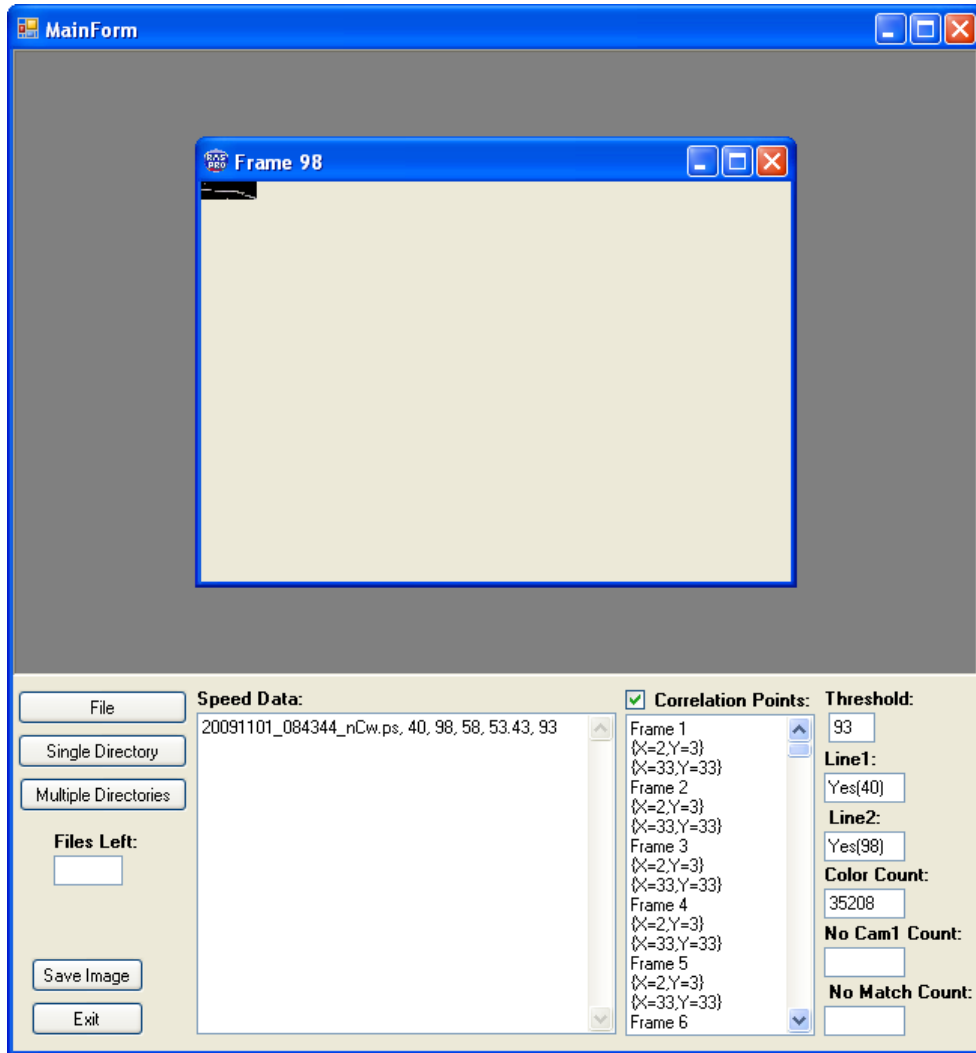 MainForm
RAS PRO Frame 98
File
Single Directory
Multiple Directories
Files Left:
Save Image
Exit
Speed Data:
20091101_084344_nCw.ps, 40, 98, 58, 53.43, 93
Correlation Points:
Frame 1
{X=2,Y=3}
{X=33,Y=33}
Frame 2
{X=2,Y=3}
{X=33,Y=33}
Frame 3
{X=2,Y=3}
{X=33,Y=33}
Frame 4
{X=2,Y=3}
{X=33,Y=33}
Frame 5
{X=2,Y=3}
{X=33,Y=33}
Frame 6
Threshold:
93
Line1:
Yes(40)
Line2:
Yes(98)
Color Count:
35208
No Cam1 Count:
No Match Count: